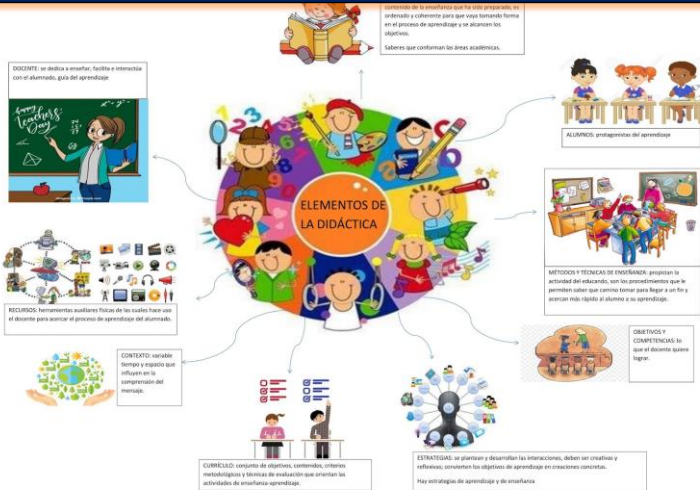 contenido de la enseñanza que ha sido preparado, es
ordenado y coherente para que vaya tomando forma
en el proceso de aprendizaje y se alcancen los
objetivos.
Saberes que conforman las áreas académicas.
DOCENTE: se dedica a enseñar, facilita e interactúa
con el alumnado, guía del aprendizaje
happy
Teachers
Day
ALUMNOS: protagonistas del aprendizaje
ELEMENTOS DE
LA DIDÁCTICA
MÉTODOS Y TÉCNICAS DE ENSEÑANZA: propician la
actividad del educando, son los procedimientos que le
permiten saber que camino tomar para llegar a un fin y
acercan más rápido al alumno a su aprendizaje.
RECURSOS: herramientas auxiliares físicas de las cuales hace uso
el docente para acercar el proceso de aprendizaje del alumnado.
OBJETIVOS Y
COMPETENCIAS: lo
que el docente quiere
lograr.
CONTEXTO: variable
tiempo y espacio que
influyen en la
comprensión del
mensaje.
CURRÍCULO: conjunto de objetivos, contenidos, criterios
metodológicos y técnicas de evaluación que orientan las
actividades de enseñanza-aprendizaje.
ESTRATEGIAS: se plantean y desarrollan las interacciones, deben ser creativas y
reflexivas; convierten los objetivos de aprendizaje en creaciones concretas.
Hay estrategias de aprendizaje y de enseñanza